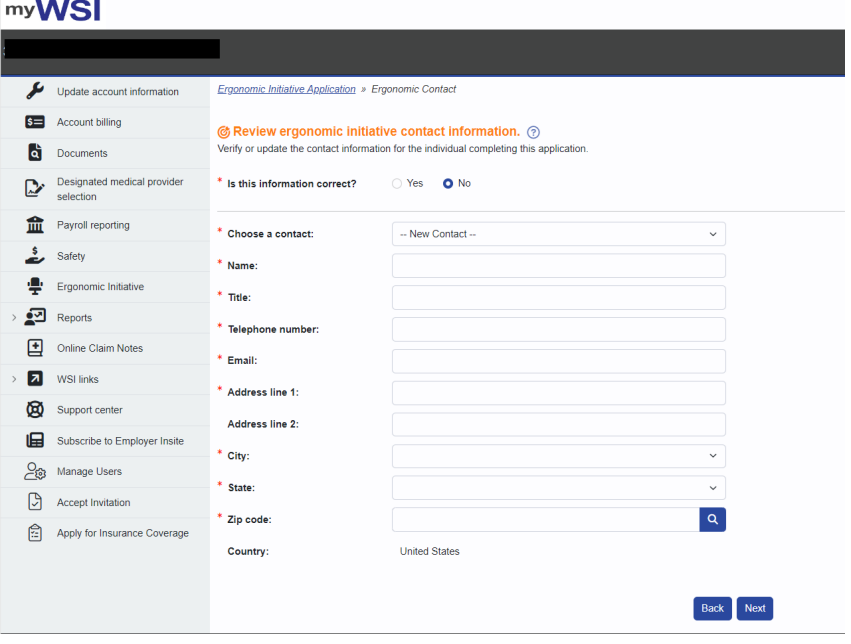 myWSI
Update account information
Account billing
Documents
Designated medical provider
selection
Payroll reporting
Safety
Ergonomic Initiative
Reports
Online Claim Notes
WSI links
Support center
Subscribe to Employer Insite
Manage Users
Accept Invitation
Apply for Insurance Coverage
Ergonomic Initiative Application » Ergonomic Contact
Review ergonomic initiative contact information. ?
Verify or update the contact information for the individual completing this application.
* Is this information correct? Yes No
* Choose a contact: -- New Contact --
* Name:
* Title:
* Telephone number:
* Email:
* Address line 1:
Address line 2:
* City:
* State:
* Zip code:
Country: United States
Back Next